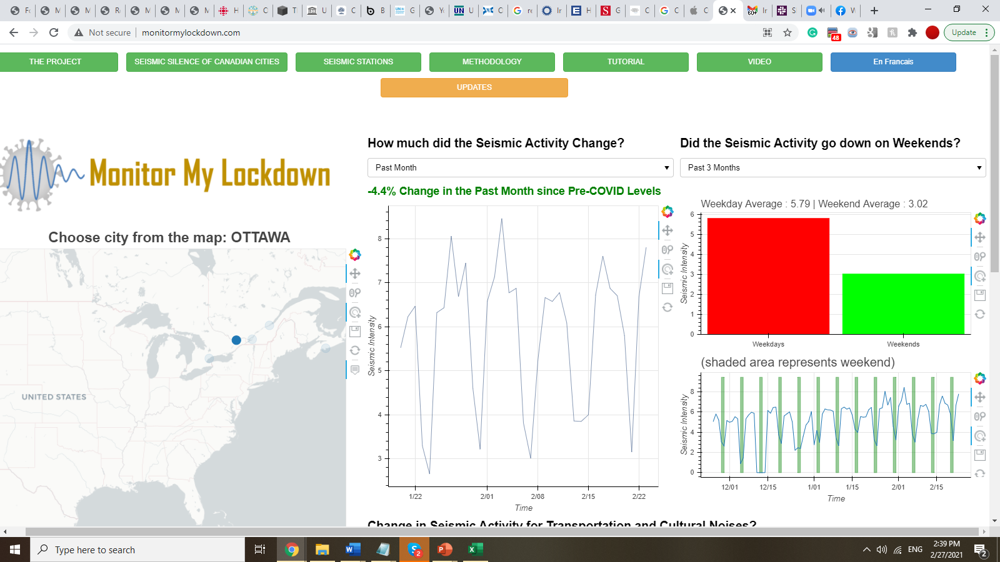 Not secure
monitormylockdown.com
48
Update
60+
UN
THE PROJECT
SEISMIC SILENCE OF CANADIAN CITIES
SEISMIC STATIONS
METHODOLOGY
TUTORIAL
VIDEO
En Francais
UPDATES
Monitor My Lockdown
Choose city from the map: OTTAWA
UNITED STATES
How much did the Seismic Activity Change?
Past Month
-4.4% Change in the Past Month since Pre-COVID Levels
Seismic Intensity
8
7
6
5
4
3
1/22
2/01
2/08
2/15
2/22
Time
Did the Seismic Activity go down on Weekends?
Past 3 Months
Weekday Average : 5.79 | Weekend Average : 3.02
Seismic Intensity
6
5
4
3
2
1
0
Weekdays
Weekends
(shaded area represents weekend)
Seismic Intensity
8
6
4
2
0
12/01
12/15
1/01
1/15
2/01
2/15
Time
Change in Seismic Activity for Transportation and Cultural Noises?
Type here to search
2
ENG
2:39 PM
2/27/2021
2